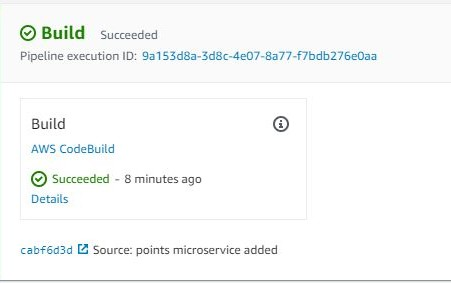 Build Succeeded
Pipeline execution ID: 9a153d8a-3d8c-4e07-8a77-f7bdb276e0aa
Build
AWS CodeBuild
Succeeded - 8 minutes ago
Details
cabf6d3d Source: points microservice added